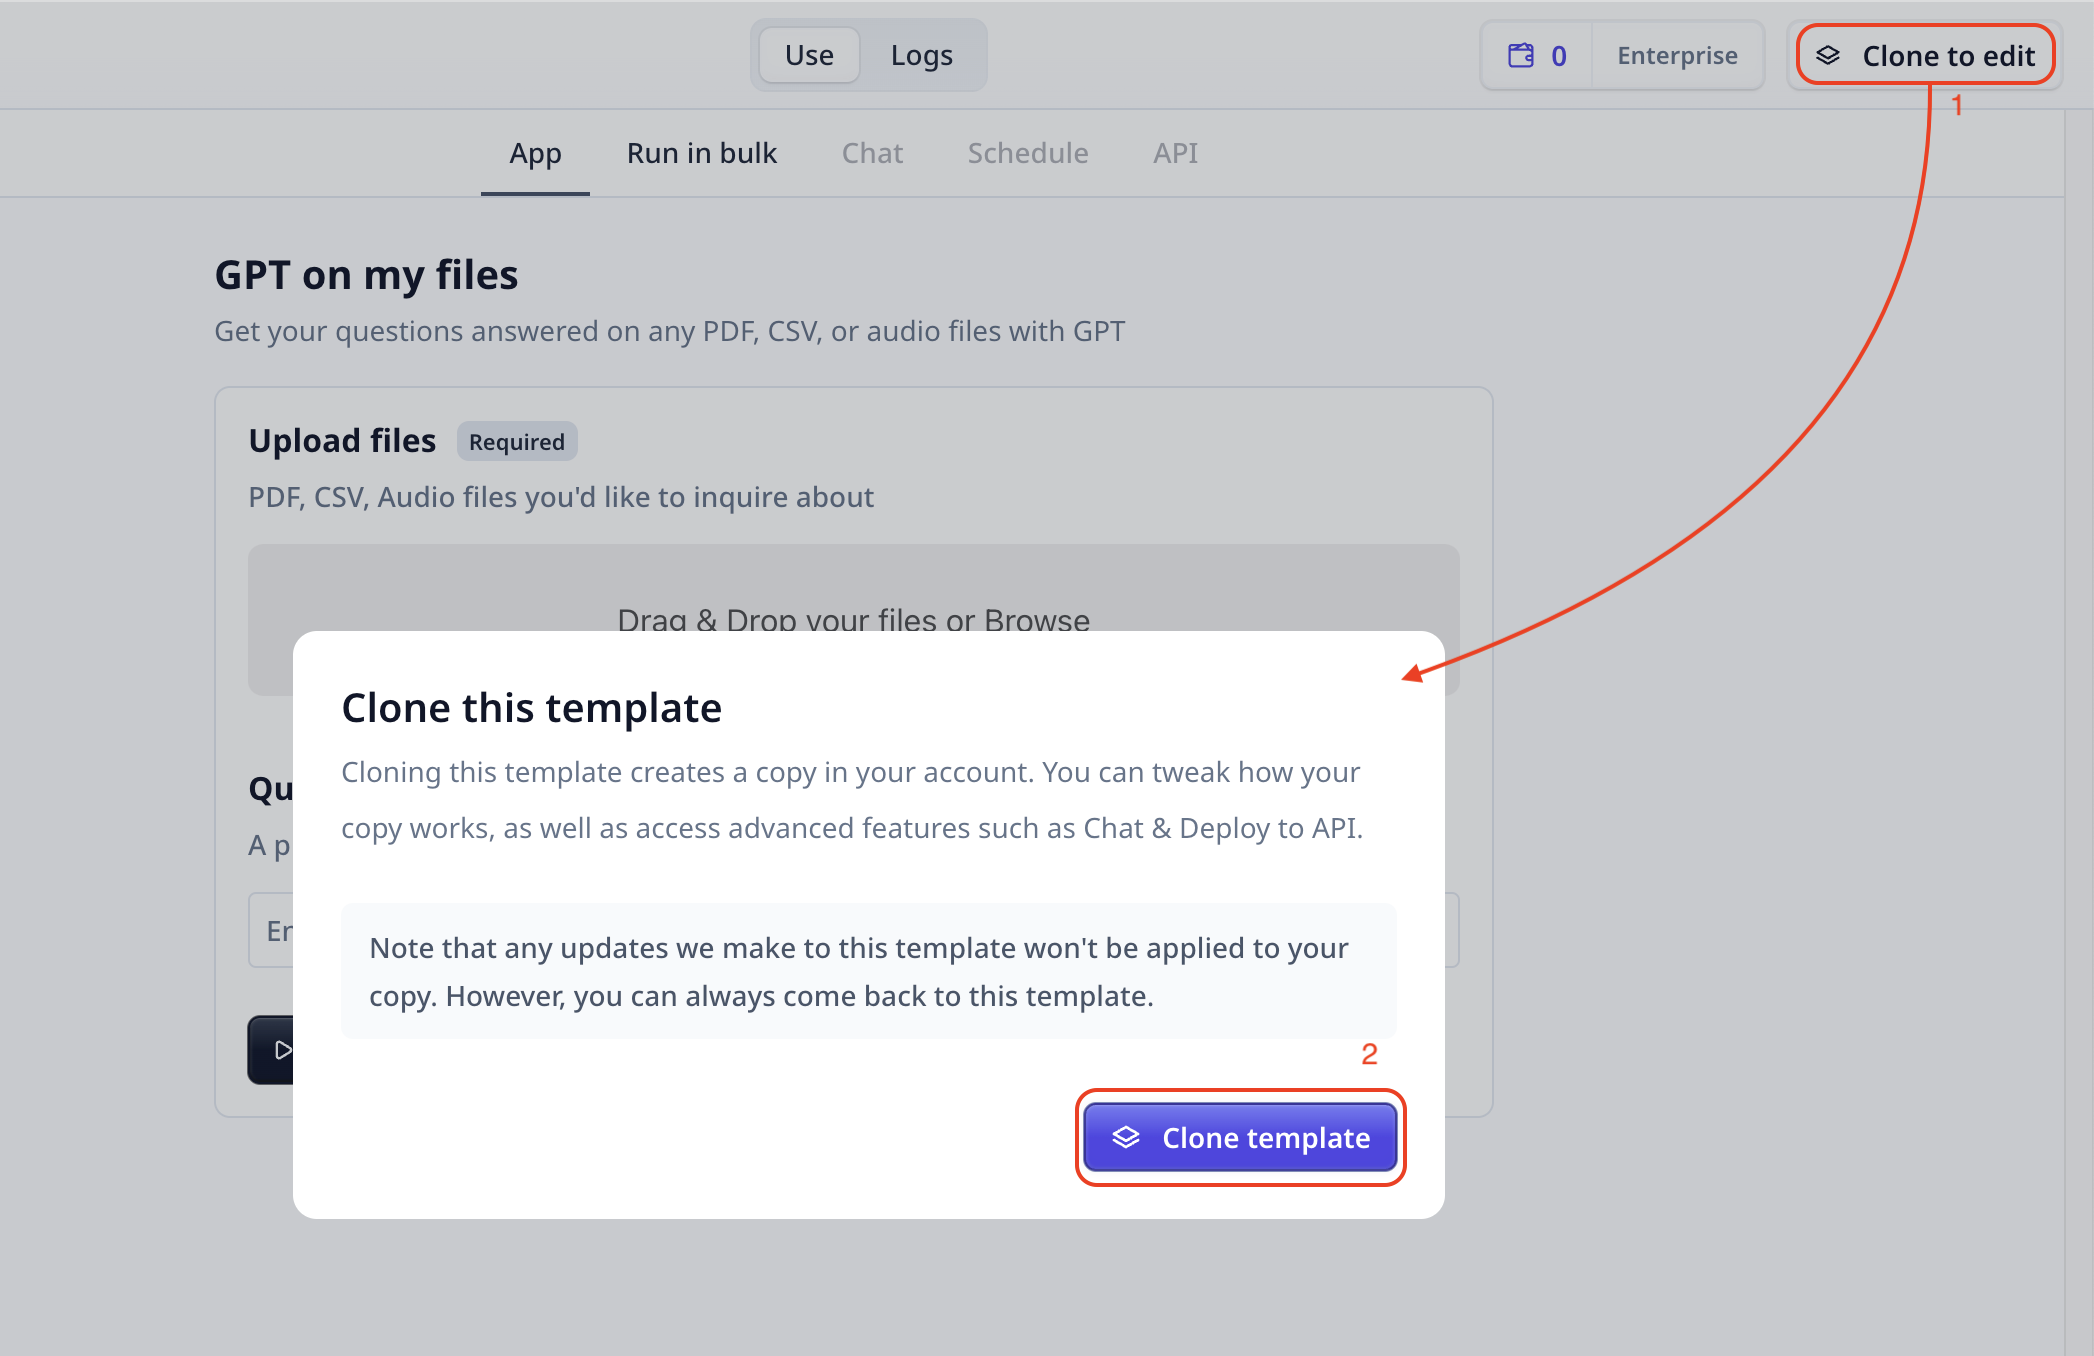 Use Logs 0 Enterprise Clone to edit
1
App Run in bulk Chat Schedule API
GPT on my files
Get your questions answered on any PDF, CSV, or audio files with GPT
Upload files Required
PDF, CSV, Audio files you'd like to inquire about
Drag & Drop your files or Browse
Clone this template
Cloning this template creates a copy in your account. You can tweak how your
copy works, as well as access advanced features such as Chat & Deploy to API.
Qu
A p
En
Note that any updates we make to this template won't be applied to your
copy. However, you can always come back to this template.
2
Clone template